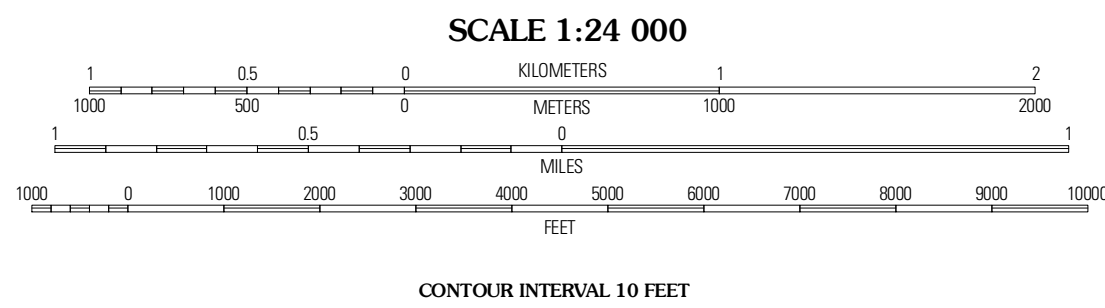 SCALE 1:24 000
1 0.5 0 KILOMETERS 1 2
1000 500 0 METERS 1000 2000
1 0.5 0 1
MILES
1000 0 1000 2000 3000 4000 5000 6000 7000 8000 9000 10000
FEET
CONTOUR INTERVAL 10 FEET